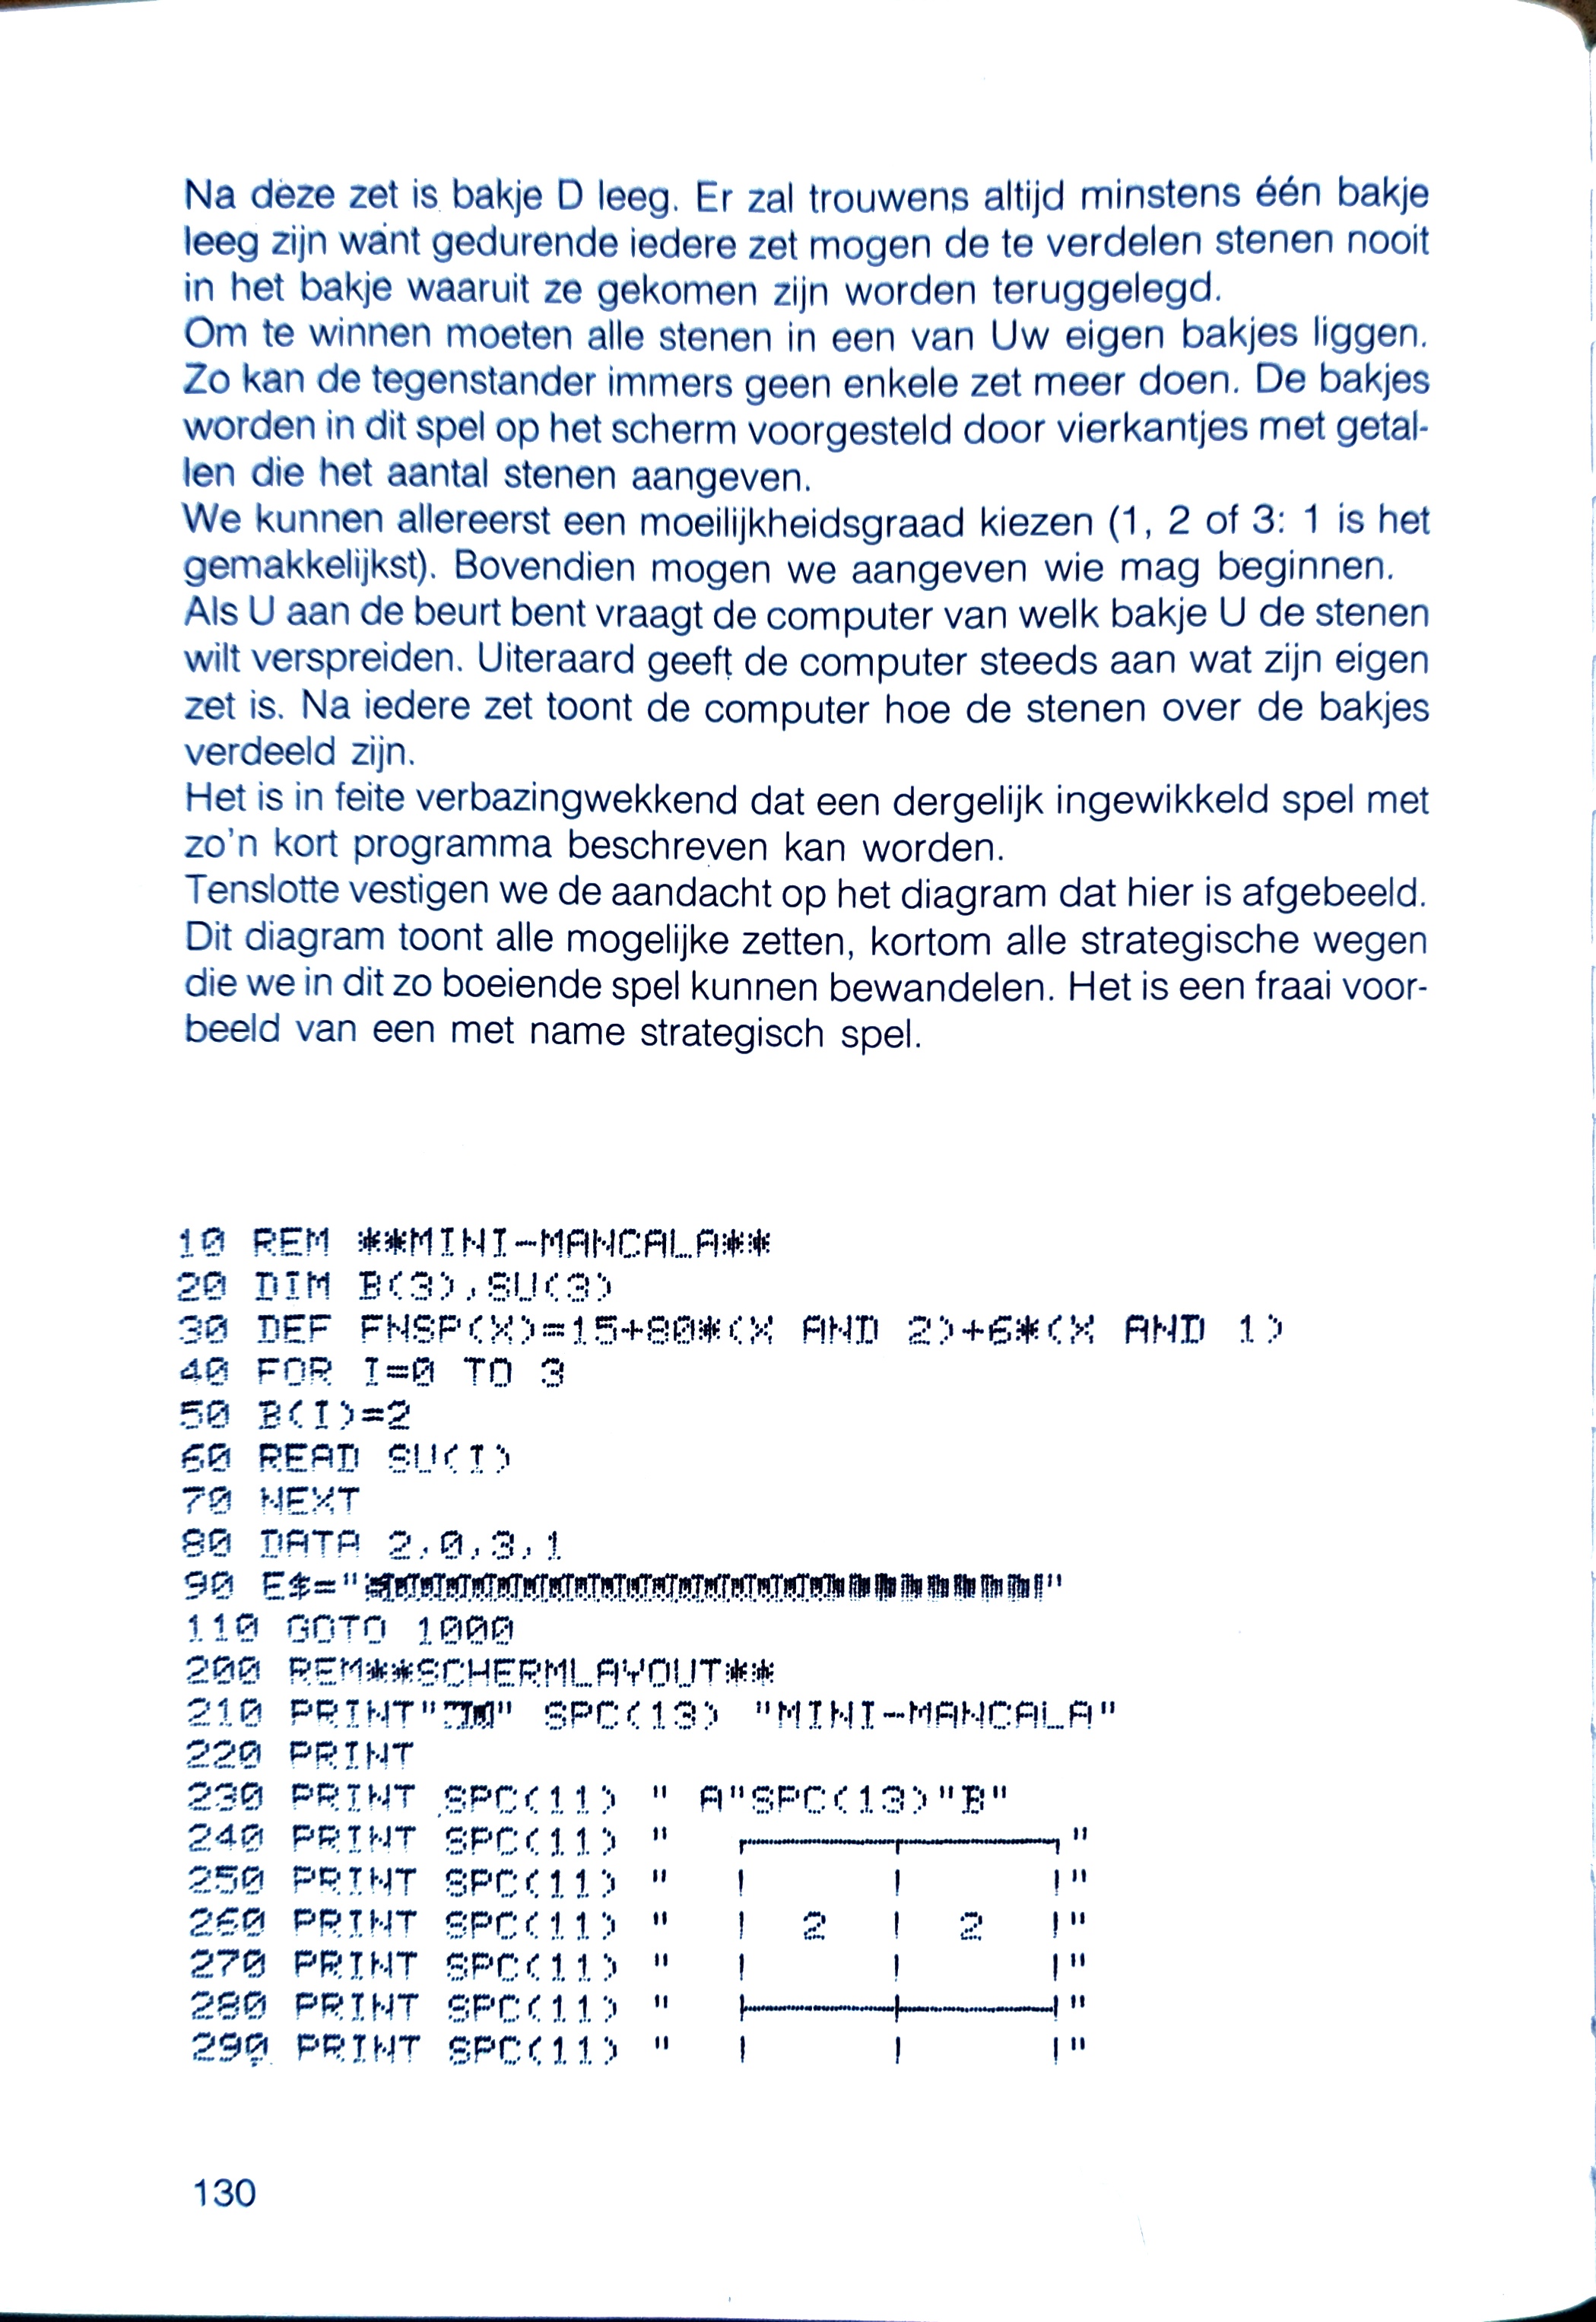 Na deze zet is bakje D leeg. Er zal trouwens altijd minstens één bakje
leeg zijn want gedurende iedere zet mogen de te verdelen stenen nooit
in het bakje waaruit ze gekomen zijn worden teruggelegd.
Om te winnen moeten alle stenen in een van Uw eigen bakjes liggen.
Zo kan de tegenstander immers geen enkele zet meer doen. De bakjes
worden in dit spel op het scherm voorgesteld door vierkantjes met getal-
len die het aantal stenen aangeven.
We kunnen allereerst een moeilijkheidsgraad kiezen (1, 2 of 3: 1 is het
gemakkelijkst). Bovendien mogen we aangeven wie mag beginnen.
Als U aan de beurt bent vraagt de computer van welk bakje U de stenen
wilt verspreiden. Uiteraard geeft de computer steeds aan wat zijn eigen
zet is. Na iedere zet toont de computer hoe de stenen over de bakjes
verdeeld zijn.
Het is in feite verbazingwekkend dat een dergelijk ingewikkeld spel met
zo'n kort programma beschreven kan worden.
Tenslotte vestigen we de aandacht op het diagram dat hier is afgebeeld.
Dit diagram toont alle mogelijke zetten, kortom alle strategische wegen
die we in dit zo boeiende spel kunnen bewandelen. Het is een fraai voor-
beeld van een met name strategisch spel.
10 REM **MINI-MANCALA**
20 DIM B(3),SU(3)
30 DEF FNSP(X)=15+80*(X AND 2)+6*(X AND 1)
40 FOR I=0 TO 3
50 B(I)=2
60 READ SU(I)
70 NEXT
80 DATA 2,0,3,1
90 E$=" "
110 GOTO 1000
200 REM**SCHERMLAYOUT**
210 PRINT" " SPC(13) "MINI-MANCALA"
220 PRINT
230 PRINT SPC(11) " A"SPC(13)"B"
240 PRINT SPC(11) " "
250 PRINT SPC(11) " | | |"
260 PRINT SPC(11) " | 2 | 2 |"
270 PRINT SPC(11) " | | |"
280 PRINT SPC(11) " "
290 PRINT SPC(11) " | | |"
130